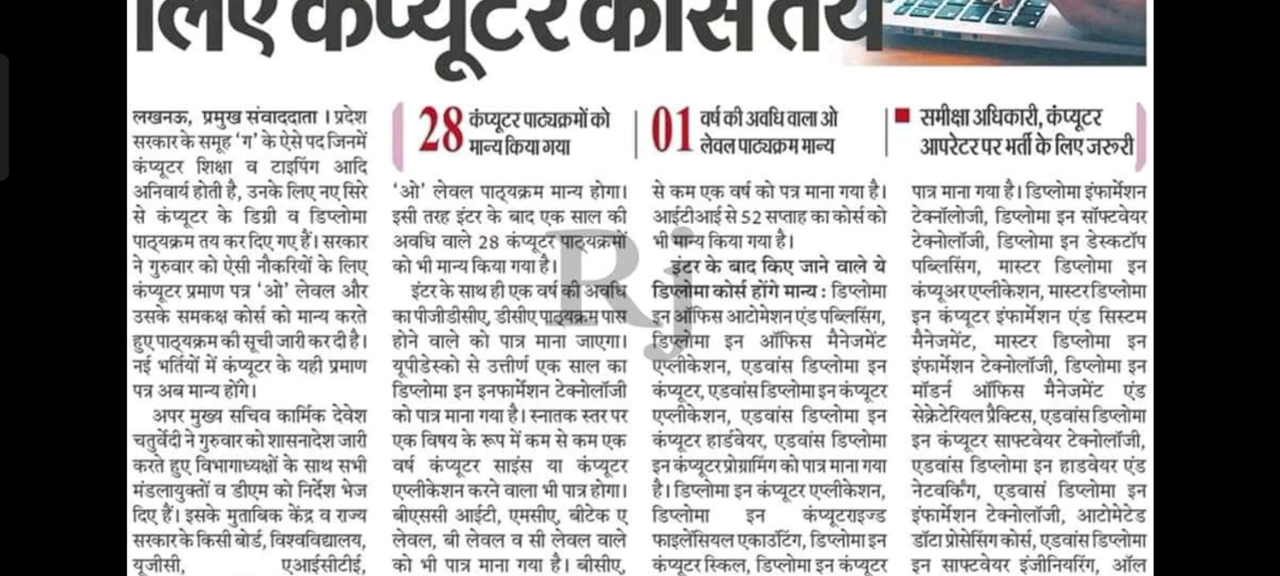 लिए कंप्यूटर कोर्स तय
लखनऊ, प्रमुख संवाददाता । प्रदेश
सरकार के समूह ‘ग’ के ऐसे पद जिनमें
कंप्यूटर शिक्षा व टाइपिंग आदि
अनिवार्य होती है, उनके लिए नए सिरे
से कंप्यूटर के डिग्री व डिप्लोमा
पाठ्यक्रम तय कर दिए गए हैं। सरकार
ने गुरुवार को ऐसी नौकरियों के लिए
कंप्यूटर प्रमाण पत्र ‘ओ’ लेवल और
उसके समकक्ष कोर्स को मान्य करते
हुए पाठ्यक्रम की सूची जारी कर दी है।
नई भर्तियों में कंप्यूटर के यही प्रमाण
पत्र अब मान्य होंगे।
अपर मुख्य सचिव कार्मिक देवेश
चतुर्वेदी ने गुरुवार को शासनादेश जारी
करते हुए विभागाध्यक्षों के साथ सभी
मंडलायुक्तों व डीएम को निर्देश भेज
दिए हैं। इसके मुताबिक केंद्र व राज्य
सरकार के किसी बोर्ड, विश्वविद्यालय,
यूजीसी, एआईसीटीई,
28 कंप्यूटर पाठ्यक्रमों को
मान्य किया गया
01 वर्ष की अवधि वाला ओ
लेवल पाठ्यक्रम मान्य
समीक्षा अधिकारी, कंप्यूटर
आपरेटर पर भर्ती के लिए जरूरी
‘ओ’ लेवल पाठ्यक्रम मान्य होगा।
इसी तरह इंटर के बाद एक साल की
अवधि वाले 28 कंप्यूटर पाठ्यक्रमों
को भी मान्य किया गया है।
इंटर के साथ ही एक वर्ष की अवधि
का पीजीडीसीए, डीसीए पाठ्यक्रम पास
होने वाले को पात्र माना जाएगा।
यूपीडेस्को से उत्तीर्ण एक साल का
डिप्लोमा इन इनफार्मेशन टेक्नोलॉजी
को पात्र माना गया है। स्नातक स्तर पर
एक विषय के रूप में कम से कम एक
वर्ष कंप्यूटर साइंस या कंप्यूटर
एप्लीकेशन करने वाला भी पात्र होगा।
बीएससी आईटी, एमसीए, बीटेक ए
लेवल, बी लेवल व सी लेवल वाले
को भी पात्र माना गया है। बीसीए,
से कम एक वर्ष को पत्र माना गया है।
आईटीआई से 52 सप्ताह का कोर्स को
भी मान्य किया गया है।
इंटर के बाद किए जाने वाले ये
डिप्लोमा कोर्स होंगे मान्य : डिप्लोमा
इन ऑफिस आटोमेशन एंड पब्लिसिंग,
डिप्लोमा इन ऑफिस मैनेजमेंट
एप्लीकेशन, एडवांस डिप्लोमा इन
कंप्यूटर, एडवांस डिप्लोमा इन कंप्यूटर
एप्लीकेशन, एडवांस डिप्लोमा इन
कंप्यूटर हार्डवेयर, एडवांस डिप्लोमा
इन कंप्यूटर प्रोग्रामिंग को पात्र माना गया
है। डिप्लोमा इन कंप्यूटर एप्लीकेशन,
डिप्लोमा इन कंप्यूटराइज्ड
फाइलेंसियल एकाउंटिंग, डिप्लोमा इन
कंप्यूटर स्किल, डिप्लोमा इन कंप्यूटर
पात्र माना गया है। डिप्लोमा इंफार्मेशन
टेक्नॉलोजी, डिप्लोमा इन सॉफ्टवेयर
टेक्नोलॉजी, डिप्लोमा इन डेस्कटॉप
पब्लिसिंग, मास्टर डिप्लोमा इन
कंप्यूअर एप्लीकेशन, मास्टर डिप्लोमा
इन कंप्यूटर इंफार्मेशन एंड सिस्टम
मैनेजमेंट, मास्टर डिप्लोमा इन
इंफार्मेशन टेक्नोलॉजी, डिप्लोमा इन
मॉडर्न ऑफिस मैनेजमेंट एंड
सेक्रेटेरियल प्रैक्टिस, एडवांस डिप्लोमा
इन कंप्यूटर साफ्टवेयर टेक्नोलॉजी,
एडवांस डिप्लोमा इन हाडवेयर एंड
नेटवर्किंग, एडवासं डिप्लोमा इन
इंफार्मेशन टेक्नोलॉजी, आटोमेटेड
डॉटा प्रोसेसिंग कोर्स, एडवांस डिप्लोमा
इन साफ्टवेयर इंजीनियरिंग, ऑल
Rj